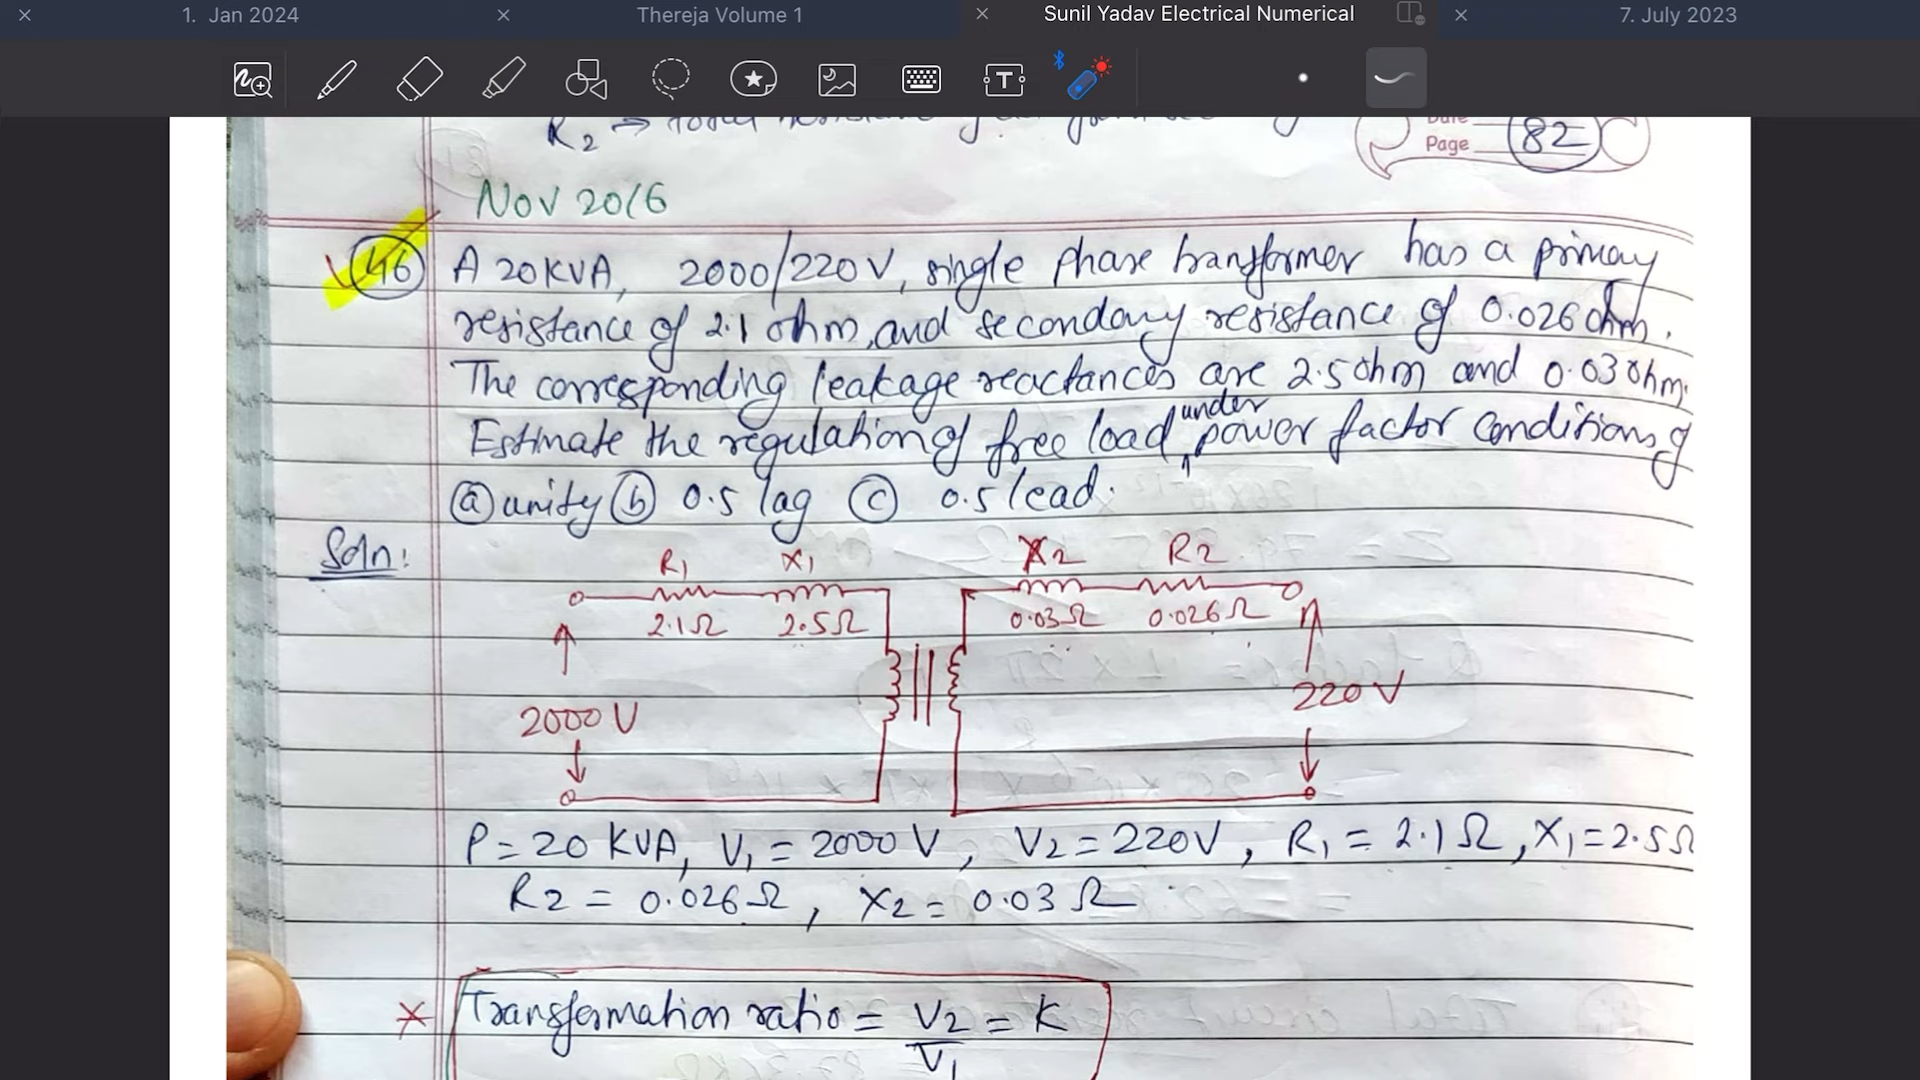 1. Jan 2024
Thereja Volume 1
Sunil Yadav Electrical Numerical
7. July 2023
R2 →
Date
Page 82
Nov 2016
46 A 20KVA, 2000/220V, single phase transformer has a primay
resistance of 2.1 ohm, and secondary resistance of 0.026 ohm.
The corresponding leakage reactances are 2.5 ohm and 0.03 ohm.
Estimate the regulation of free load under power factor conditions of
(a) unity (b) 0.5 lag (c) 0.5 lead.
Soln:
R1 X1 X2 R2
2.1Ω 2.5Ω 0.03Ω 0.026Ω
2000 V
220 V
P = 20 KVA, V1 = 2000 V, V2 = 220V, R1 = 2.1 Ω, X1 = 2.5Ω
R2 = 0.026Ω, X2 = 0.03 Ω
Transformation ratio = V2/V1 = K